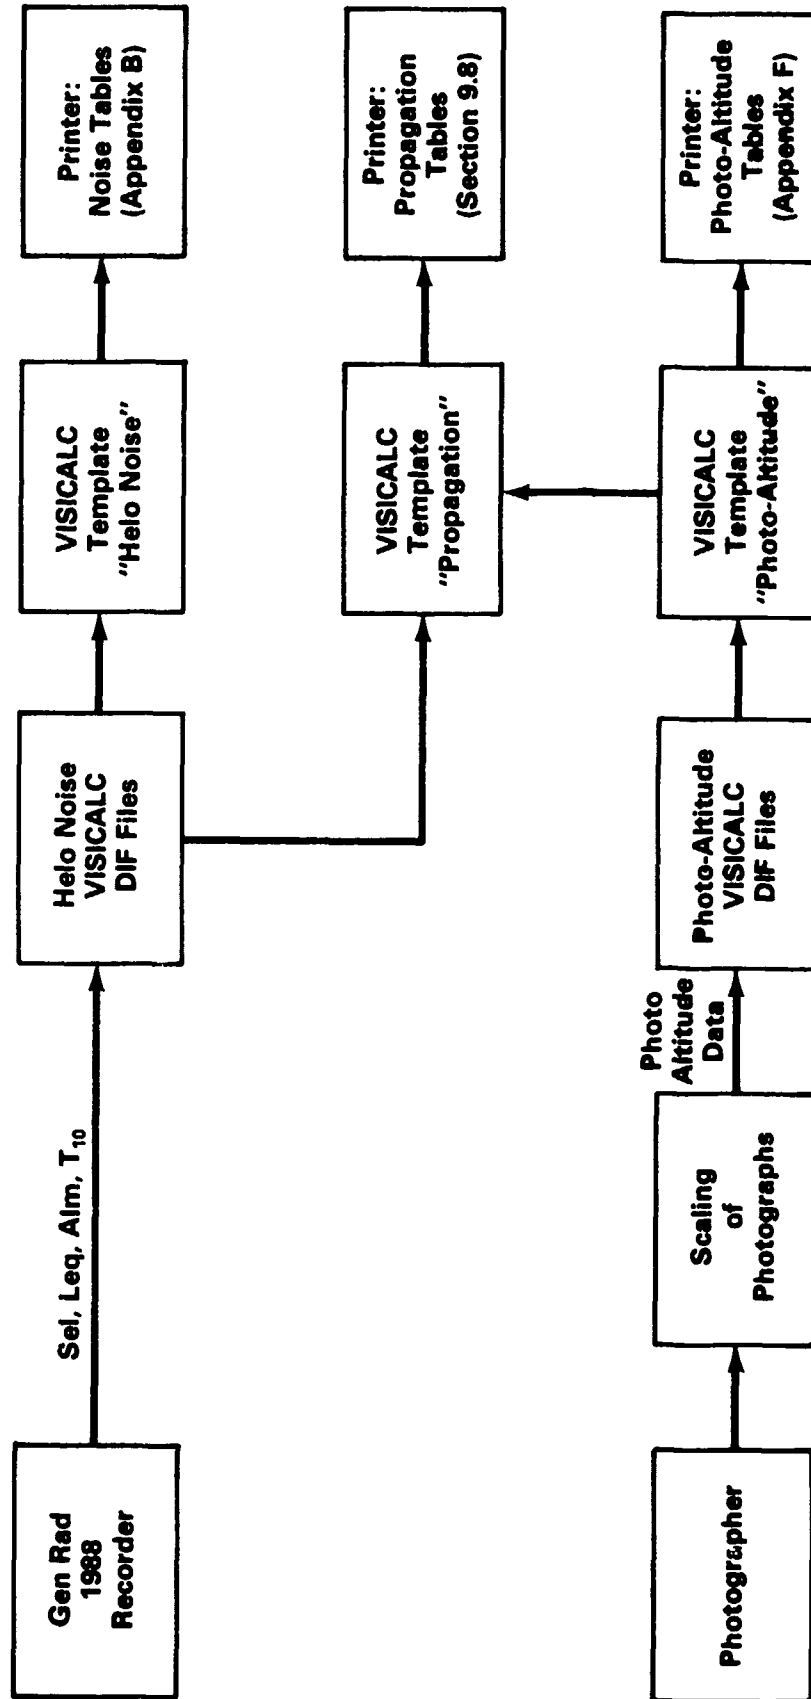 Gen Rad
1988
Recorder
Sel, Leq, Alm, T₁₀
Helo Noise
VISICALC
DIF Files
VISICALC
Template
"Helo Noise"
Printer:
Noise Tables
(Appendix B)
VISICALC
Template
"Propagation"
Printer:
Propagation
Tables
(Section 9.8)
Photographer
Scaling
of
Photographs
Photo
Altitude
Data
Photo-Altitude
VISICALC
DIF Files
VISICALC
Template
"Photo-Altitude"
Printer:
Photo-Altitude
Tables
(Appendix F)